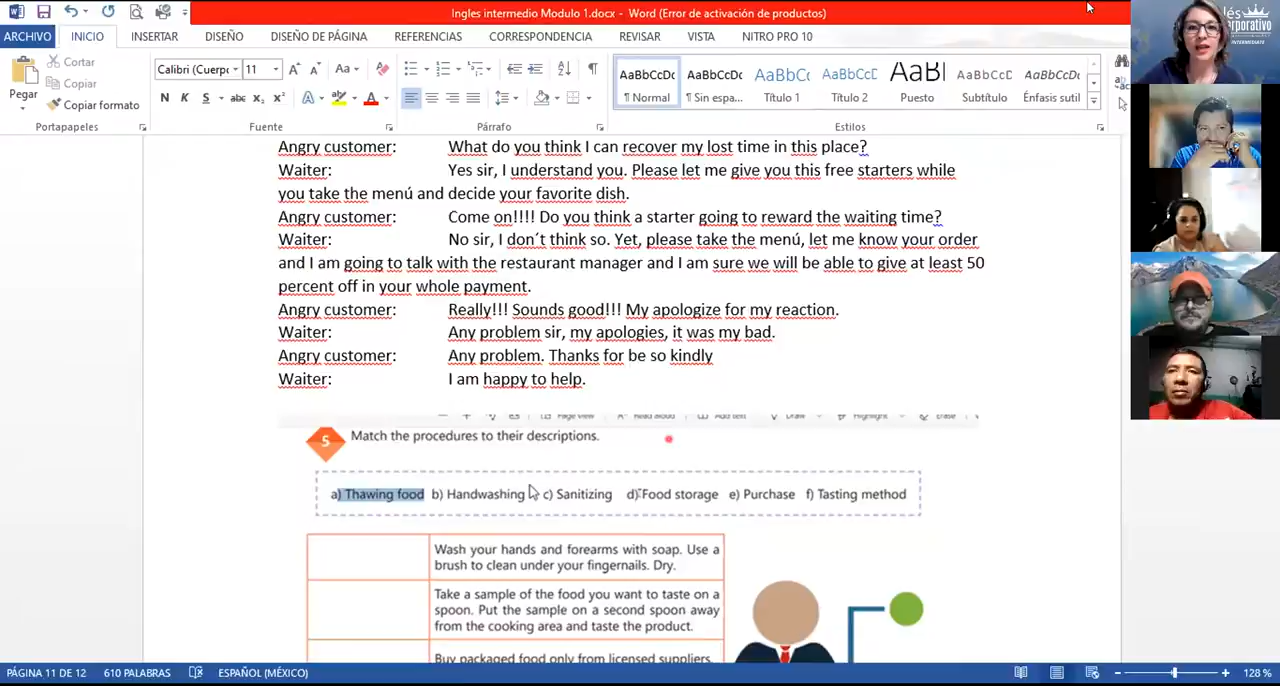 Ingles intermedio Modulo 1.docx - Word (Error de activación de productos)
ARCHIVO INICIO INSERTAR DISEÑO DISEÑO DE PÁGINA REFERENCIAS CORRESPONDENCIA REVISAR VISTA NITRO PRO 10
Pegar
Cortar
Copiar
Copiar formato
Portapapeles
Calibri (Cuerpo 11
Fuente
Párrafo
AaBbCcDc AaBbCcDc AaBbCc AaBbCc AaBl AaBbCcD AaBbCcDc
¶ Normal ¶ Sin espa... Título 1 Título 2 Puesto Subtítulo Énfasis sutil
Estilos
Angry customer: What do you think I can recover my lost time in this place?
Waiter: Yes sir, I understand you. Please let me give you this free starters while
you take the menú and decide your favorite dish.
Angry customer: Come on!!!! Do you think a starter going to reward the waiting time?
Waiter: No sir, I don´t think so. Yet, please take the menú, let me know your order
and I am going to talk with the restaurant manager and I am sure we will be able to give at least 50
percent off in your whole payment.
Angry customer: Really!!! Sounds good!!! My apologize for my reaction.
Waiter: Any problem sir, my apologies, it was my bad.
Angry customer: Any problem. Thanks for be so kindly
Waiter: I am happy to help.
5 Match the procedures to their descriptions.
a) Thawing food b) Handwashing c) Sanitizing d) Food storage e) Purchase f) Tasting method
Wash your hands and forearms with soap. Use a
brush to clean under your fingernails. Dry.
Take a sample of the food you want to taste on a
spoon. Put the sample on a second spoon away
from the cooking area and taste the product.
Buy packaged food only from licensed suppliers.
PÁGINA 11 DE 12 610 PALABRAS ESPAÑOL (MÉXICO) 128 %